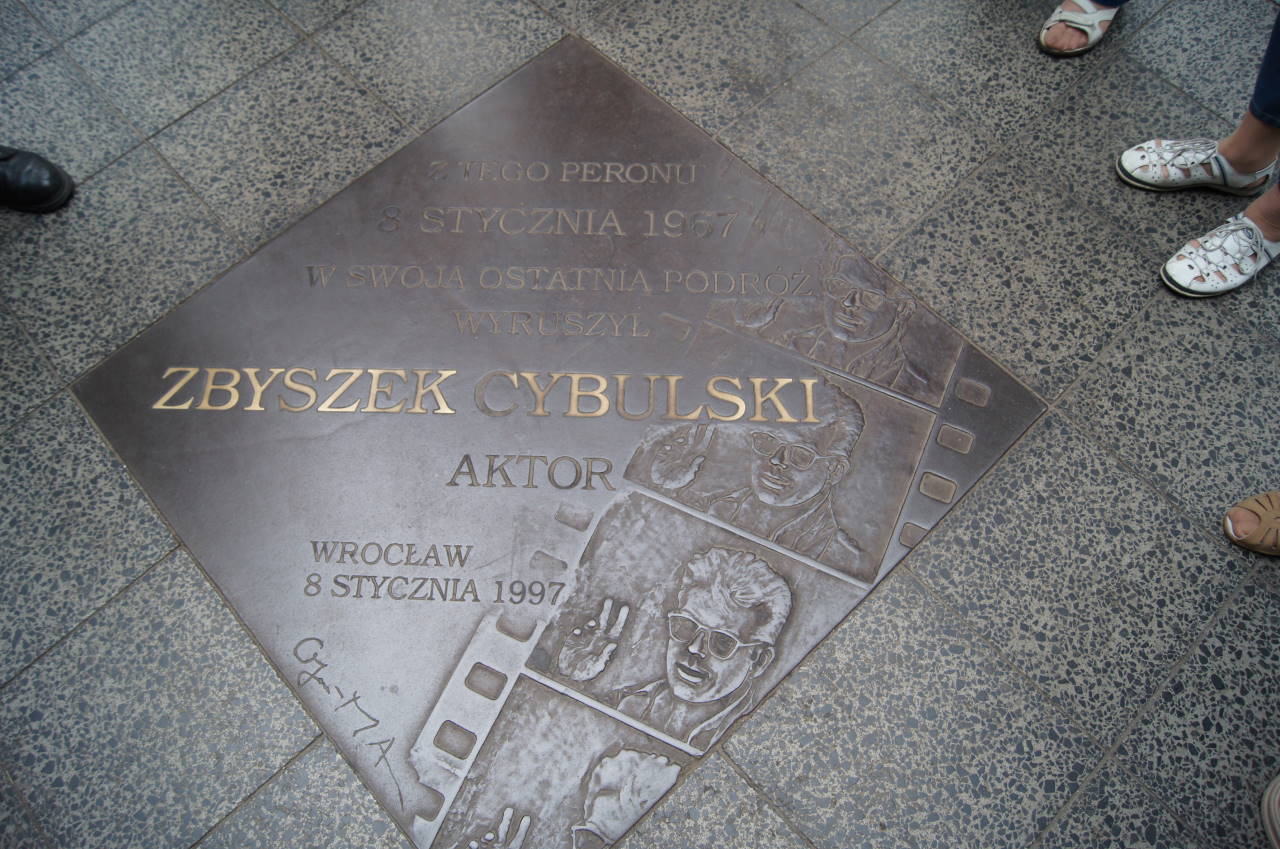 Z TEGO PERONU
8 STYCZNIA 1967
W SWOJĄ OSTATNIĄ PODRÓŻ
WYRUSZYŁ
ZBYSZEK CYBULSKI
AKTOR
WROCŁAW
8 STYCZNIA 1997